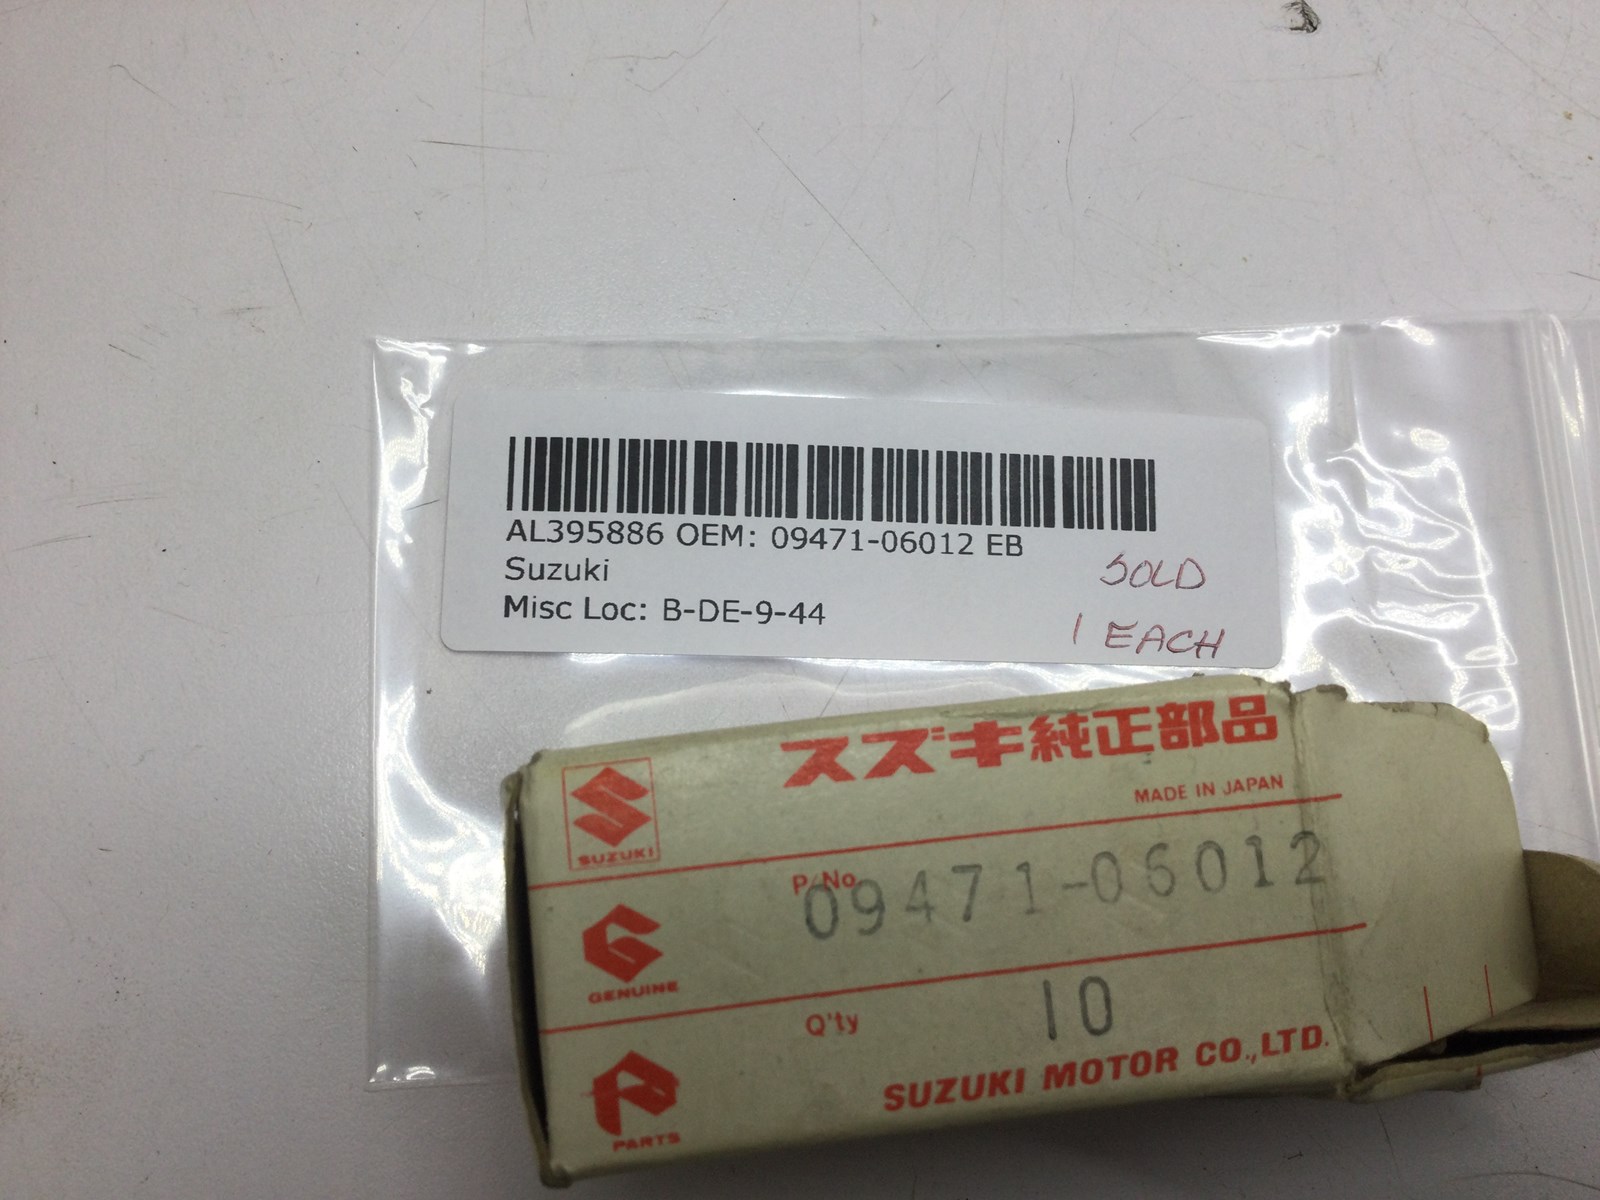 AL395886 OEM: 09471-06012 EB
Suzuki
Misc Loc: B-DE-9-44
SOLD
1 EACH
スズキ純正部品
MADE IN JAPAN
SUZUKI
P/No.
09471-06012
GENUINE
Q'ty
10
SUZUKI MOTOR CO.,LTD.
PARTS